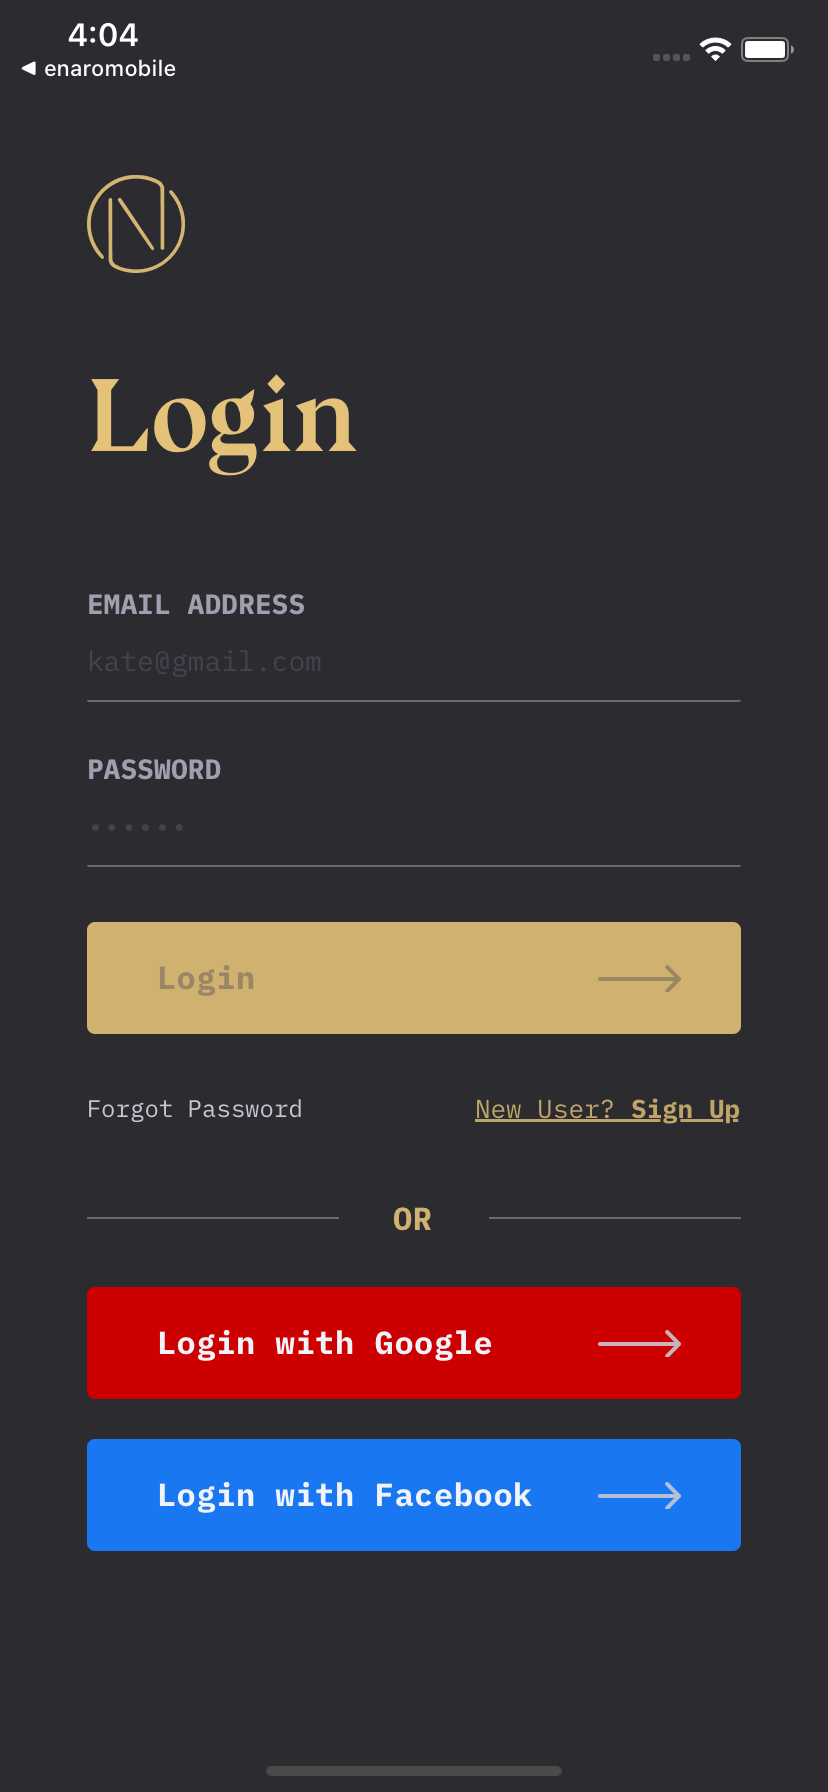 4:04
◀ enaromobile
N
Login
EMAIL ADDRESS
kate@gmail.com
PASSWORD
••••••
Login
Forgot Password
New User? Sign Up
OR
Login with Google
Login with Facebook